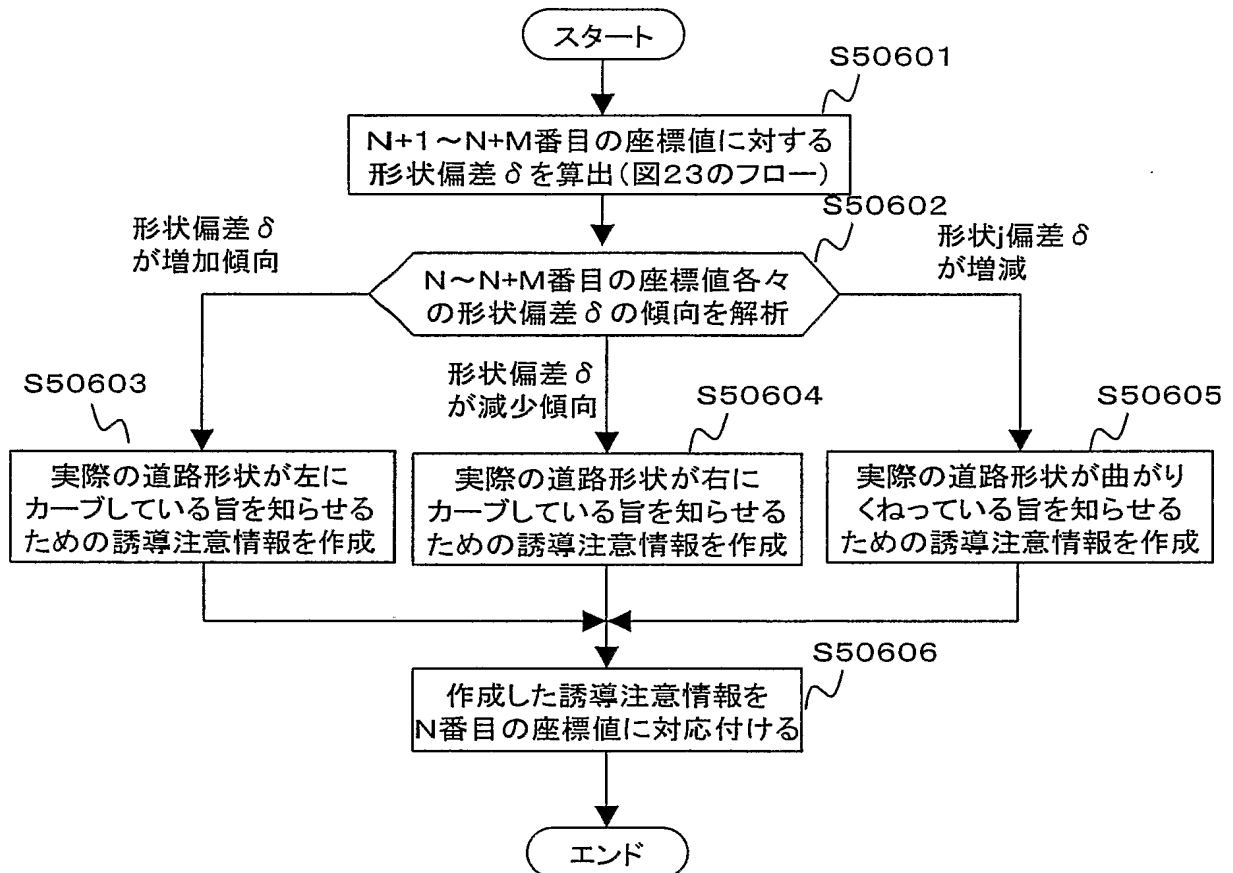 スタート
S50601
N+1～N+M番目の座標値に対する
形状偏差δを算出(図23のフロー)
S50602
形状偏差δ
が増加傾向
形状j偏差δ
が増減
N～N+M番目の座標値各々
の形状偏差δの傾向を解析
形状偏差δ
が減少傾向
S50603
S50604
S50605
実際の道路形状が左に
カーブしている旨を知らせる
ための誘導注意情報を作成
実際の道路形状が右に
カーブしている旨を知らせる
ための誘導注意情報を作成
実際の道路形状が曲がり
くねっている旨を知らせる
ための誘導注意情報を作成
S50606
作成した誘導注意情報を
N番目の座標値に対応付ける
エンド